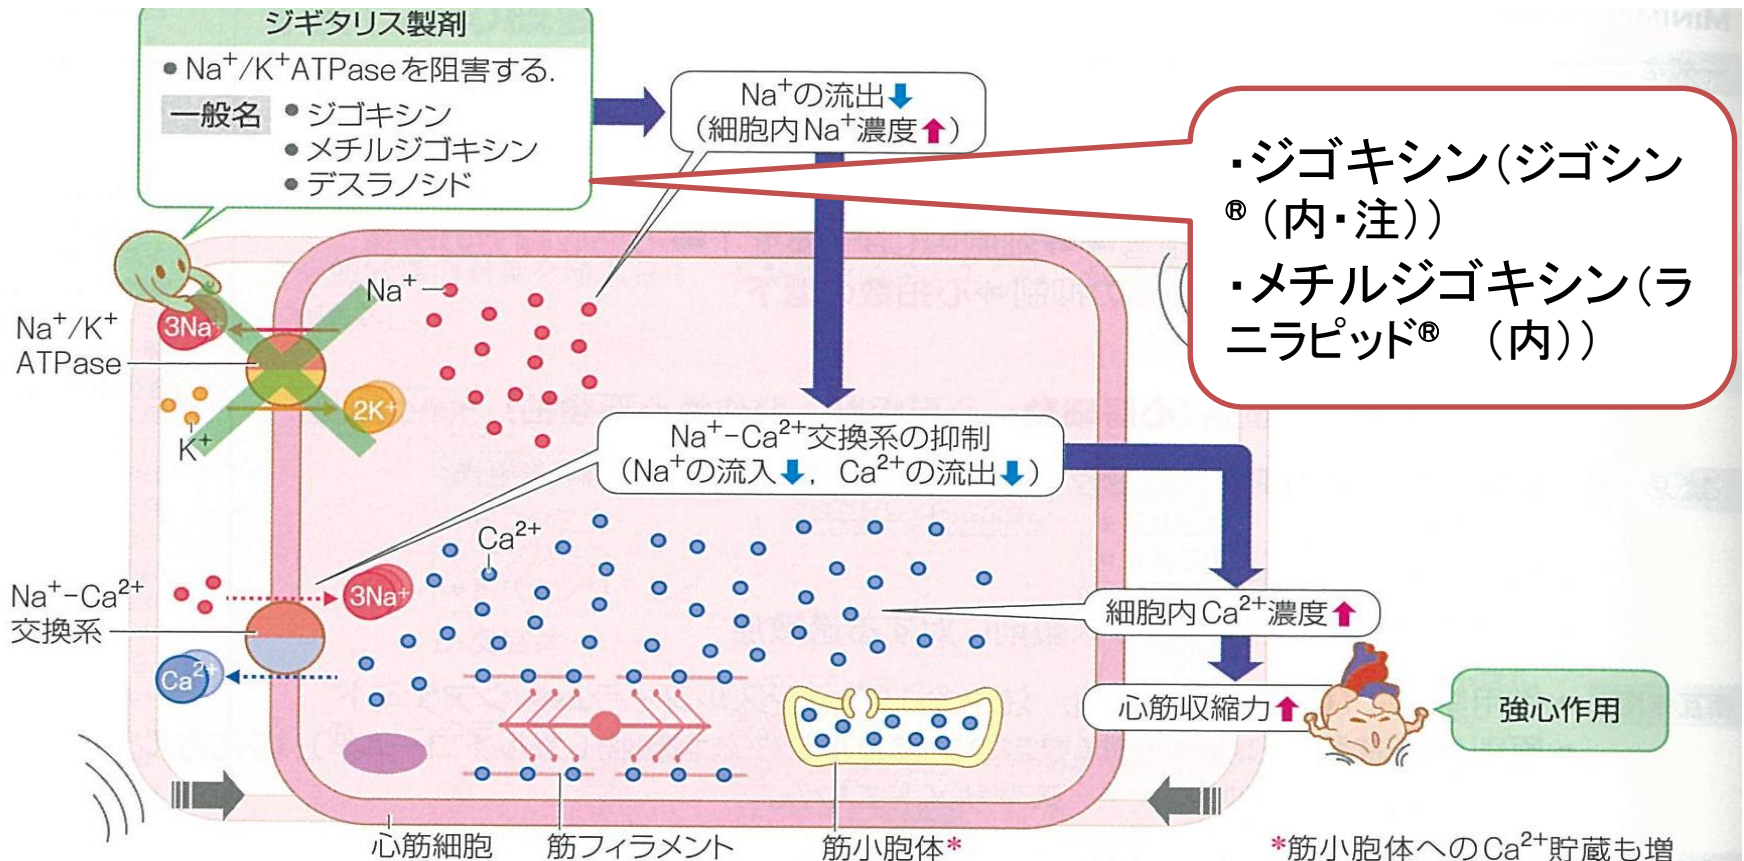 ジギタリス製剤
● Na⁺/K⁺ATPaseを阻害する.
一般名 ● ジゴキシン
● メチルジゴキシン
● デスラノシド
Na⁺の流出⬇
(細胞内Na⁺濃度⬆)
・ジゴキシン(ジゴシン
®(内・注))
・メチルジゴキシン(ラ
ニラピッド® (内))
Na⁺
3Na⁺
Na⁺/K⁺
ATPase
2K⁺
K⁺
Na⁺-Ca²⁺交換系の抑制
(Na⁺の流入⬇, Ca²⁺の流出⬇)
Ca²⁺
3Na⁺
Na⁺-Ca²⁺
交換系
Ca²⁺
細胞内Ca²⁺濃度⬆
心筋収縮力⬆
強心作用
心筋細胞
筋フィラメント
筋小胞体*
*筋小胞体へのCa²⁺貯蔵も増
MINIM